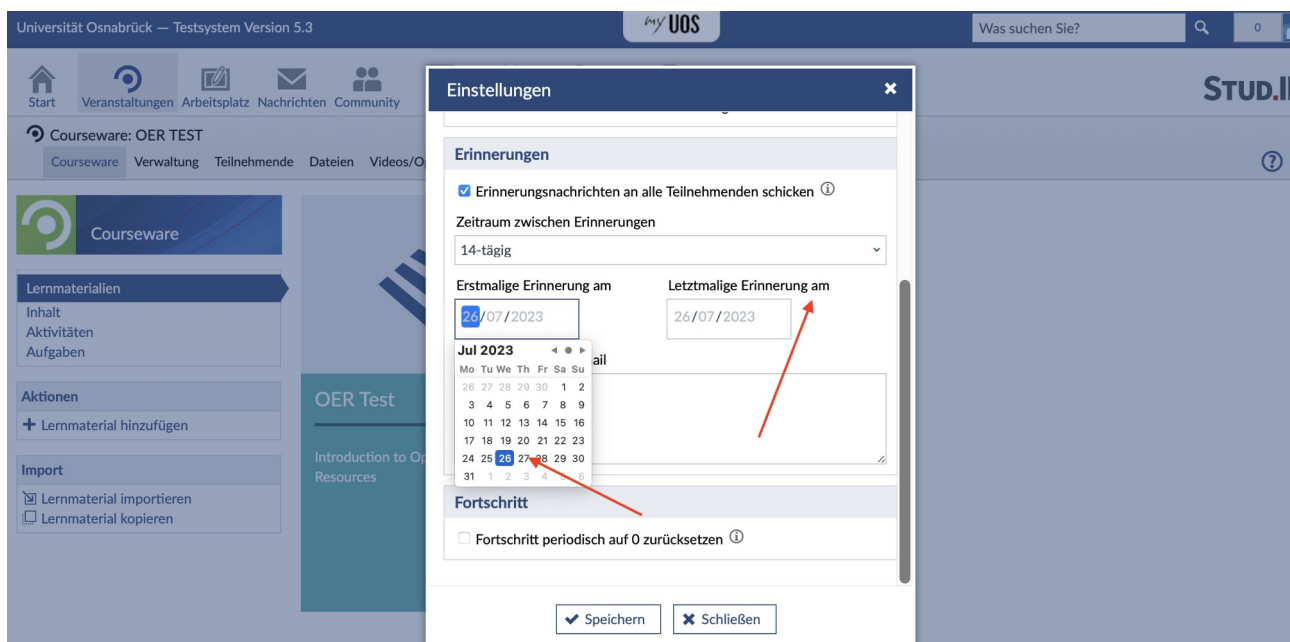 Universität Osnabrück — Testsystem Version 5.3
my UOS
Was suchen Sie?
0
Start
Veranstaltungen
Arbeitsplatz
Nachrichten
Community
STUD.I
Courseware: OER TEST
Courseware
Verwaltung
Teilnehmende
Dateien
Videos/O
Courseware
Lernmaterialien
Inhalt
Aktivitäten
Aufgaben
Aktionen
Lernmaterial hinzufügen
Import
Lernmaterial importieren
Lernmaterial kopieren
OER Test
Introduction to Op
Resources
Einstellungen
Erinnerungen
Erinnerungsnachrichten an alle Teilnehmenden schicken
Zeitraum zwischen Erinnerungen
14-tägig
Erstmalige Erinnerung am
Letztmalige Erinnerung am
26/07/2023
26/07/2023
ail
Jul 2023
Mo Tu We Th Fr Sa Su
26 27 28 29 30 1 2
3 4 5 6 7 8 9
10 11 12 13 14 15 16
17 18 19 20 21 22 23
24 25 26 27 28 29 30
31 1 2 3 4 5 6
Fortschritt
Fortschritt periodisch auf 0 zurücksetzen
Speichern
Schließen